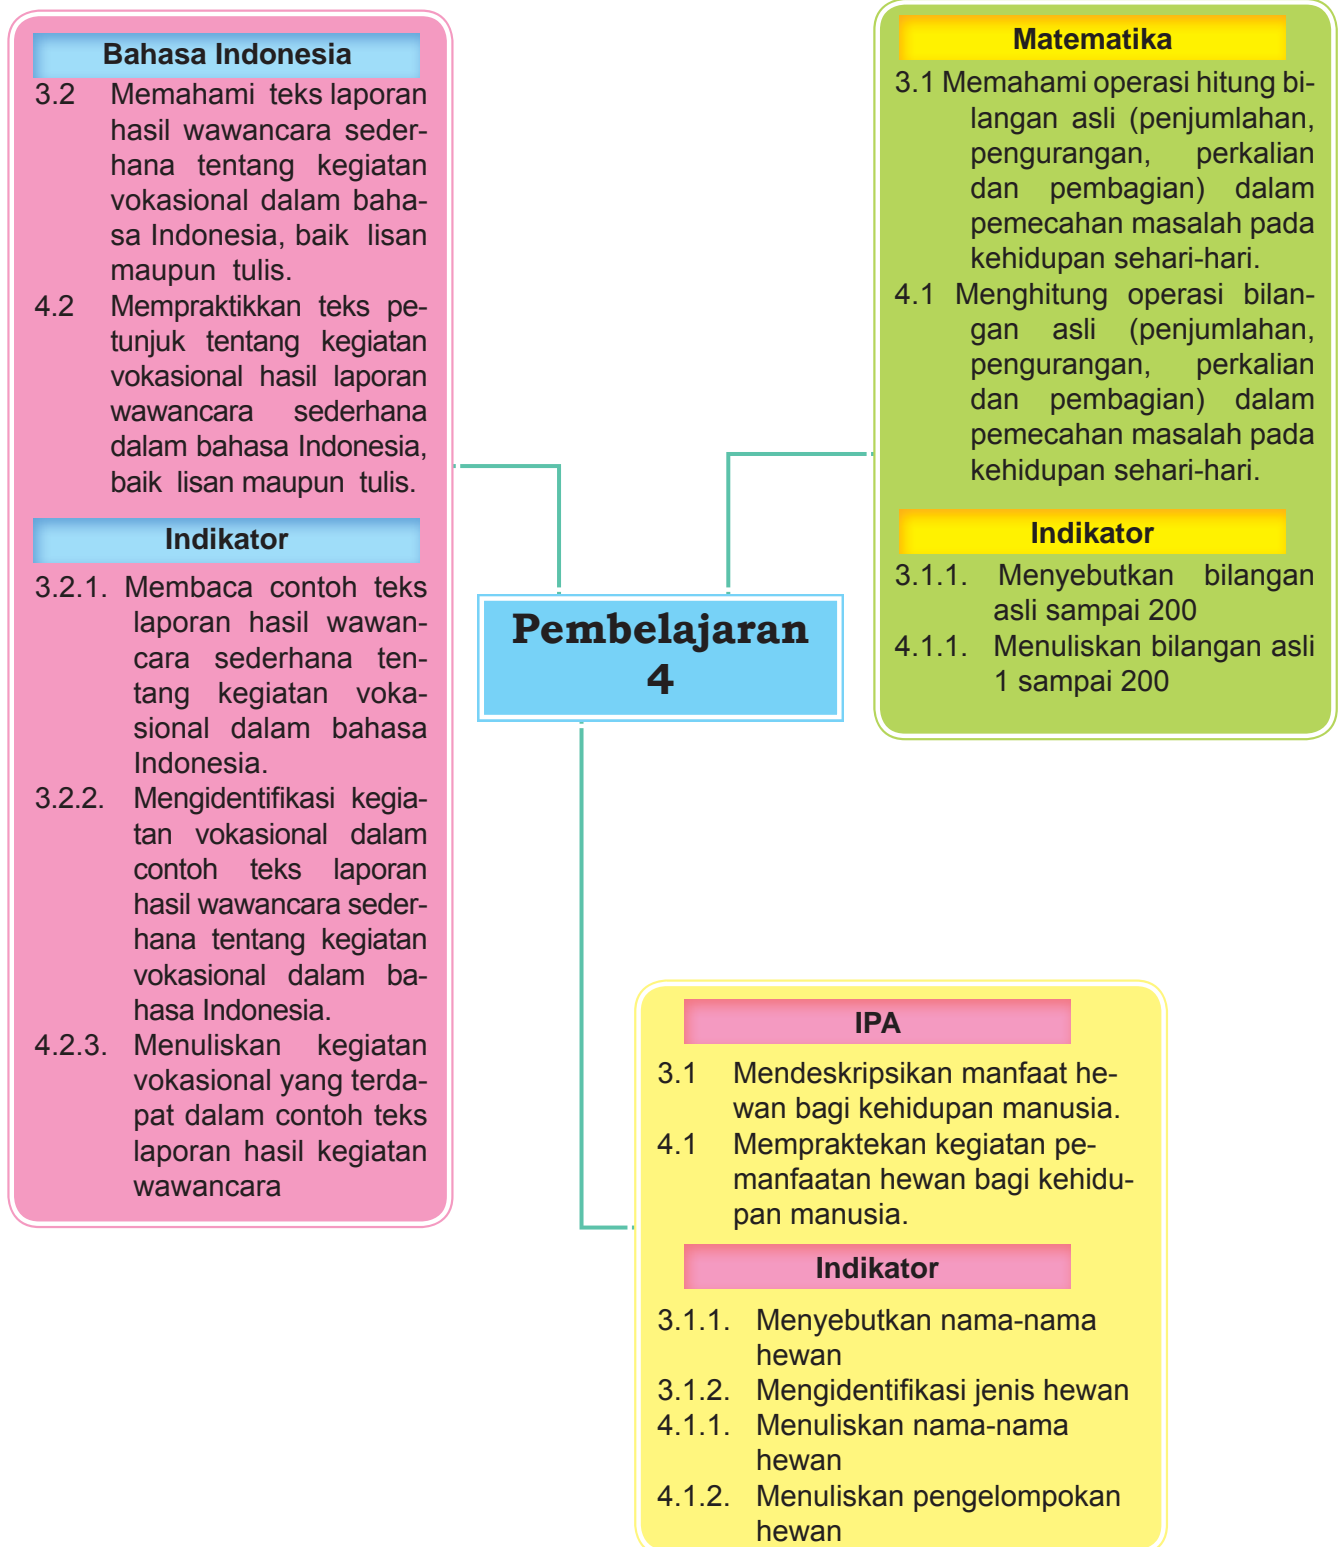 Bahasa Indonesia
3.2 Memahami teks laporan
hasil wawancara seder-
hana tentang kegiatan
vokasional dalam baha-
sa Indonesia, baik lisan
maupun tulis.
4.2 Mempraktikkan teks pe-
tunjuk tentang kegiatan
vokasional hasil laporan
wawancara sederhana
dalam bahasa Indonesia,
baik lisan maupun tulis.
Indikator
3.2.1. Membaca contoh teks
laporan hasil wawan-
cara sederhana ten-
tang kegiatan voka-
sional dalam bahasa
Indonesia.
3.2.2. Mengidentifikasi kegia-
tan vokasional dalam
contoh teks laporan
hasil wawancara seder-
hana tentang kegiatan
vokasional dalam ba-
hasa Indonesia.
4.2.3. Menuliskan kegiatan
vokasional yang terda-
pat dalam contoh teks
laporan hasil kegiatan
wawancara
Pembelajaran
4
Matematika
3.1 Memahami operasi hitung bi-
langan asli (penjumlahan,
pengurangan, perkalian
dan pembagian) dalam
pemecahan masalah pada
kehidupan sehari-hari.
4.1 Menghitung operasi bilan-
gan asli (penjumlahan,
pengurangan, perkalian
dan pembagian) dalam
pemecahan masalah pada
kehidupan sehari-hari.
Indikator
3.1.1. Menyebutkan bilangan
asli sampai 200
4.1.1. Menuliskan bilangan asli
1 sampai 200
IPA
3.1 Mendeskripsikan manfaat he-
wan bagi kehidupan manusia.
4.1 Mempraktekan kegiatan pe-
manfaatan hewan bagi kehidu-
pan manusia.
Indikator
3.1.1. Menyebutkan nama-nama
hewan
3.1.2. Mengidentifikasi jenis hewan
4.1.1. Menuliskan nama-nama
hewan
4.1.2. Menuliskan pengelompokan
hewan